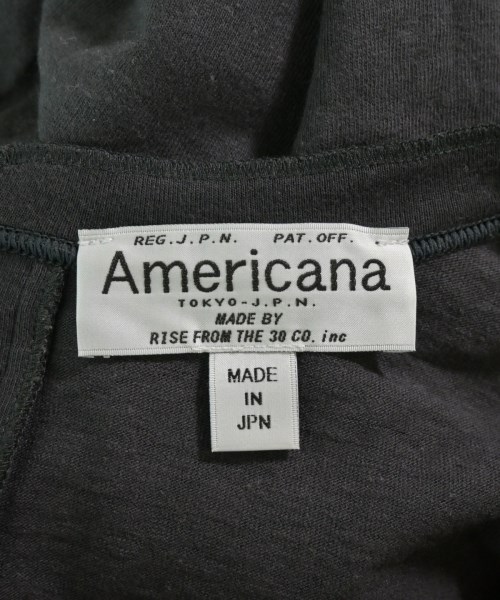 REG.J.P.N. PAT.OFF.
Americana
TOKYO-J.P.N.
MADE BY
RISE FROM THE 30 CO. inc
MADE
IN
JPN